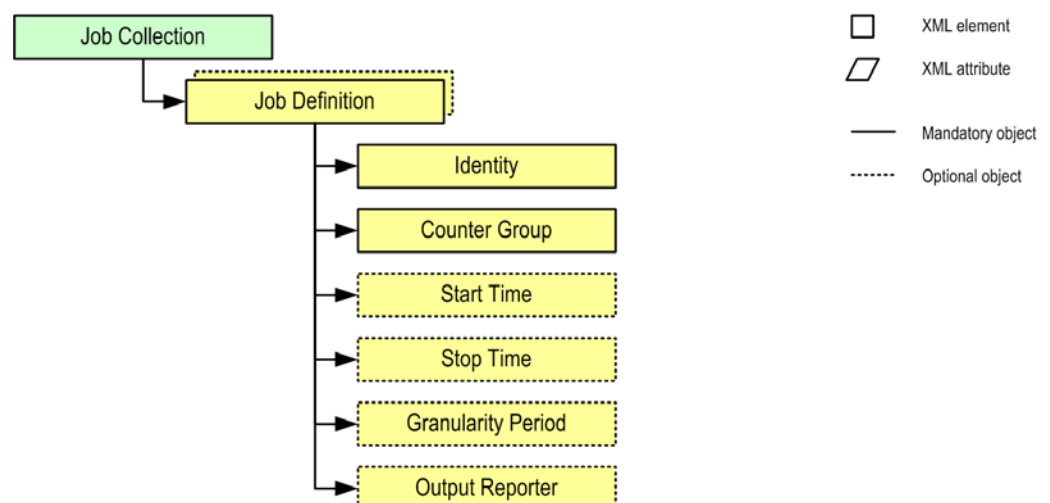 Job Collection
XML element
XML attribute
Job Definition
Mandatory object
Identity
Optional object
Counter Group
Start Time
Stop Time
Granularity Period
Output Reporter